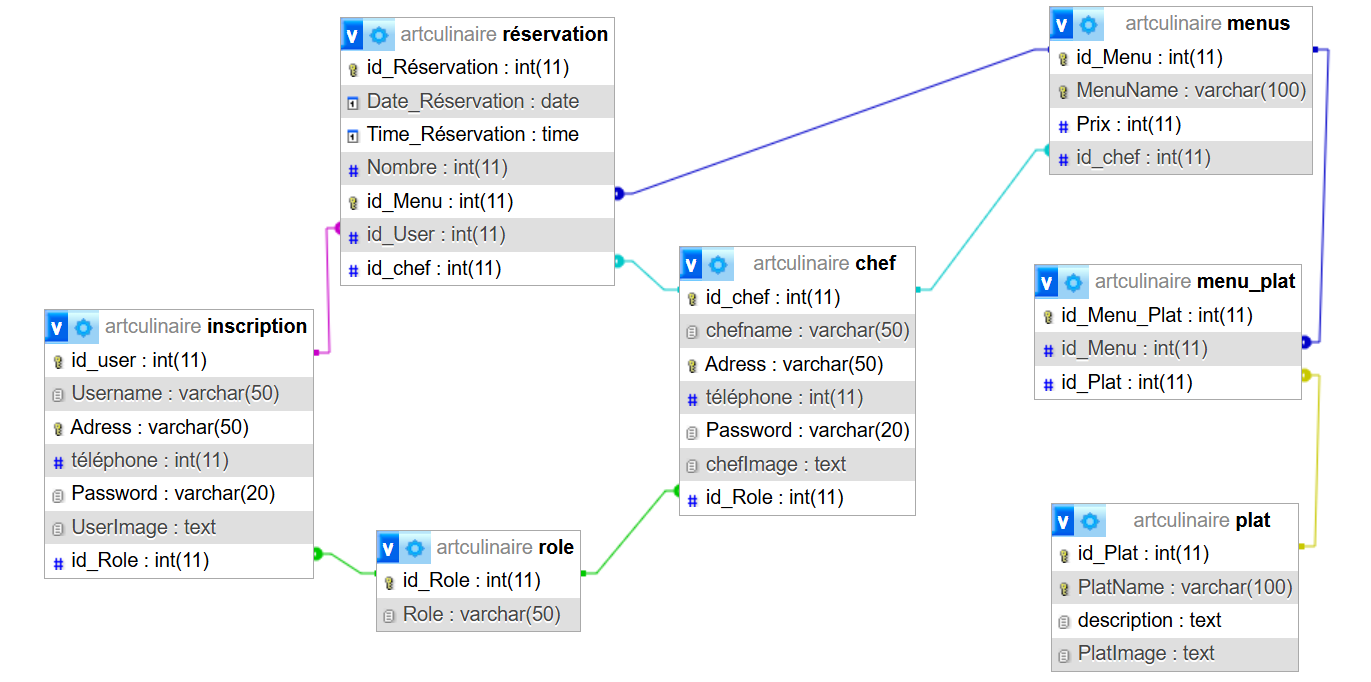 artculinaire réservation
id_Réservation : int(11)
Date_Réservation : date
Time_Réservation : time
Nombre : int(11)
id_Menu : int(11)
id_User : int(11)
id_chef : int(11)
artculinaire menus
id_Menu : int(11)
MenuName : varchar(100)
Prix : int(11)
id_chef : int(11)
artculinaire chef
id_chef : int(11)
chefname : varchar(50)
Adress : varchar(50)
téléphone : int(11)
Password : varchar(20)
chefImage : text
id_Role : int(11)
artculinaire menu_plat
id_Menu_Plat : int(11)
id_Menu : int(11)
id_Plat : int(11)
artculinaire inscription
id_user : int(11)
Username : varchar(50)
Adress : varchar(50)
téléphone : int(11)
Password : varchar(20)
UserImage : text
id_Role : int(11)
artculinaire role
id_Role : int(11)
Role : varchar(50)
artculinaire plat
id_Plat : int(11)
PlatName : varchar(100)
description : text
PlatImage : text